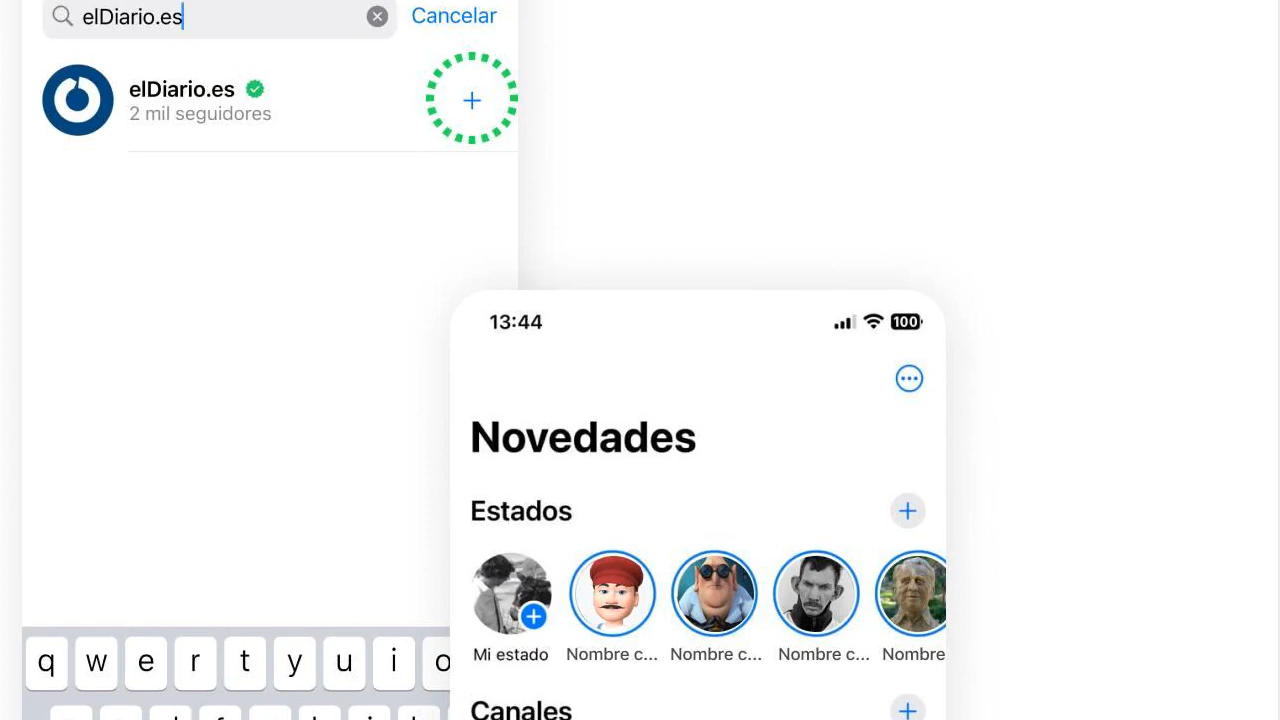 elDiario.es
Cancelar
elDiario.es
2 mil seguidores
13:44
100
Novedades
Estados
Mi estado
Nombre c...
Nombre c...
Nombre c...
Nombre
q w e r t y u i o
Canales